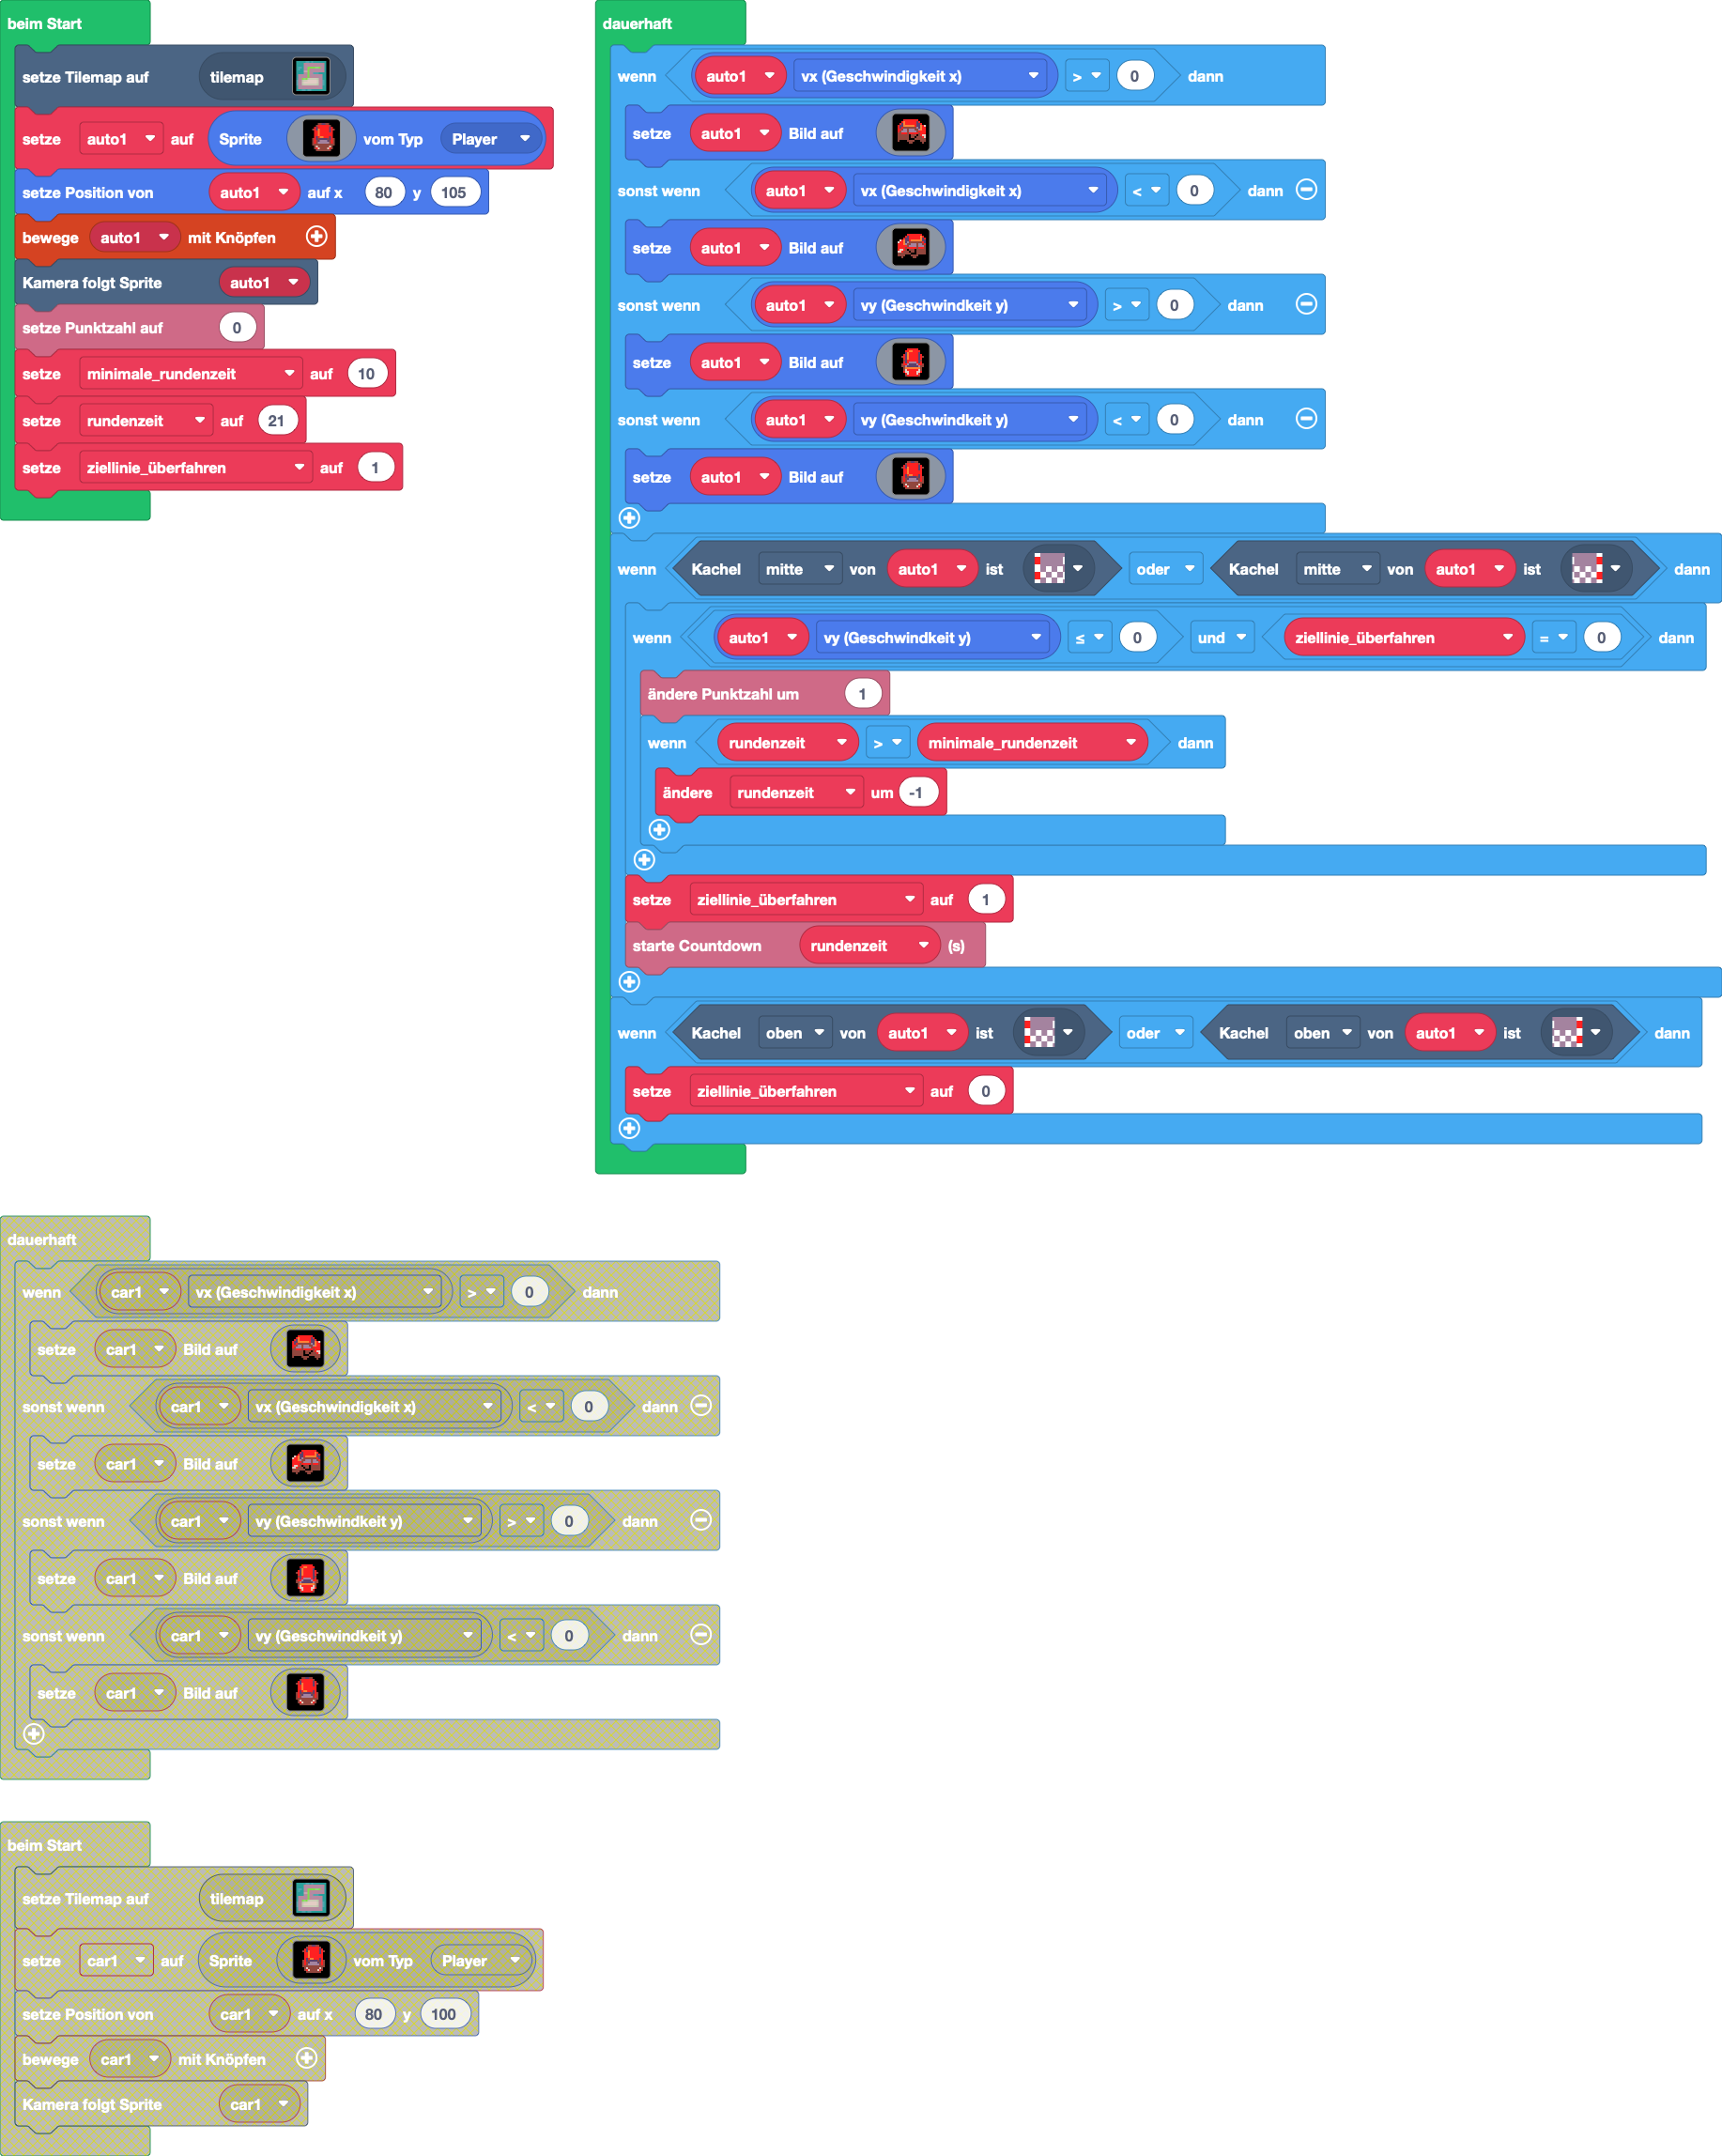 beim Start
setze Tilemap auf tilemap
setze auto1 auf Sprite vom Typ Player
setze Position von auto1 auf x 80 y 105
bewege auto1 mit Knöpfen
Kamera folgt Sprite auto1
setze Punktzahl auf 0
setze minimale_rundenzeit auf 10
setze rundenzeit auf 21
setze ziellinie_überfahren auf 1
dauerhaft
wenn auto1 vx (Geschwindigkeit x) > 0 dann
setze auto1 Bild auf
sonst wenn auto1 vx (Geschwindigkeit x) < 0 dann
setze auto1 Bild auf
sonst wenn auto1 vy (Geschwindkeit y) > 0 dann
setze auto1 Bild auf
sonst wenn auto1 vy (Geschwindkeit y) < 0 dann
setze auto1 Bild auf
wenn Kachel mitte von auto1 ist oder Kachel mitte von auto1 ist dann
wenn auto1 vy (Geschwindkeit y) ≤ 0 und ziellinie_überfahren = 0 dann
ändere Punktzahl um 1
wenn rundenzeit > minimale_rundenzeit dann
ändere rundenzeit um -1
setze ziellinie_überfahren auf 1
starte Countdown rundenzeit (s)
wenn Kachel oben von auto1 ist oder Kachel oben von auto1 ist dann
setze ziellinie_überfahren auf 0
dauerhaft
wenn car1 vx (Geschwindigkeit x) > 0 dann
setze car1 Bild auf
sonst wenn car1 vx (Geschwindigkeit x) < 0 dann
setze car1 Bild auf
sonst wenn car1 vy (Geschwindkeit y) > 0 dann
setze car1 Bild auf
sonst wenn car1 vy (Geschwindkeit y) < 0 dann
setze car1 Bild auf
beim Start
setze Tilemap auf tilemap
setze car1 auf Sprite vom Typ Player
setze Position von car1 auf x 80 y 100
bewege car1 mit Knöpfen
Kamera folgt Sprite car1